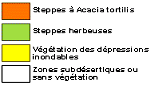 Steppes à Acacia tortilis
Steppes herbeuses
Végétation des dépressions
inondables
Zones subdésertiques ou
sans végétation